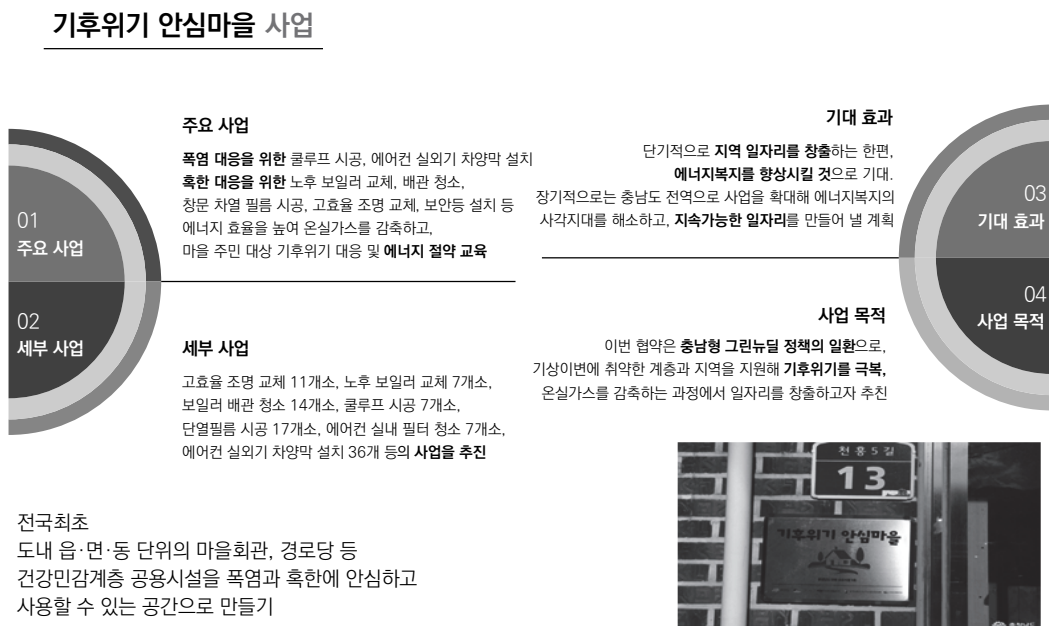 기후위기 안심마을 사업
01
주요 사업
02
세부 사업
주요 사업
폭염 대응을 위한 쿨루프 시공, 에어컨 실외기 차양막 설치
혹한 대응을 위한 노후 보일러 교체, 배관 청소,
창문 차열 필름 시공, 고효율 조명 교체, 보안등 설치 등
에너지 효율을 높여 온실가스를 감축하고,
마을 주민 대상 기후위기 대응 및 에너지 절약 교육
세부 사업
고효율 조명 교체 11개소, 노후 보일러 교체 7개소,
보일러 배관 청소 14개소, 쿨루프 시공 7개소,
단열필름 시공 17개소, 에어컨 실내 필터 청소 7개소,
에어컨 실외기 차양막 설치 36개 등의 사업을 추진
기대 효과
단기적으로 지역 일자리를 창출하는 한편,
에너지복지를 향상시킬 것으로 기대.
장기적으로는 충남도 전역으로 사업을 확대해 에너지복지의
사각지대를 해소하고, 지속가능한 일자리를 만들어 낼 계획
03
기대 효과
04
사업 목적
사업 목적
이번 협약은 충남형 그린뉴딜 정책의 일환으로,
기상이변에 취약한 계층과 지역을 지원해 기후위기를 극복,
온실가스를 감축하는 과정에서 일자리를 창출하고자 추진
전국최초
도내 읍·면·동 단위의 마을회관, 경로당 등
건강민감계층 공용시설을 폭염과 혹한에 안심하고
사용할 수 있는 공간으로 만들기
천흥5길
13
기후위기 안심마을